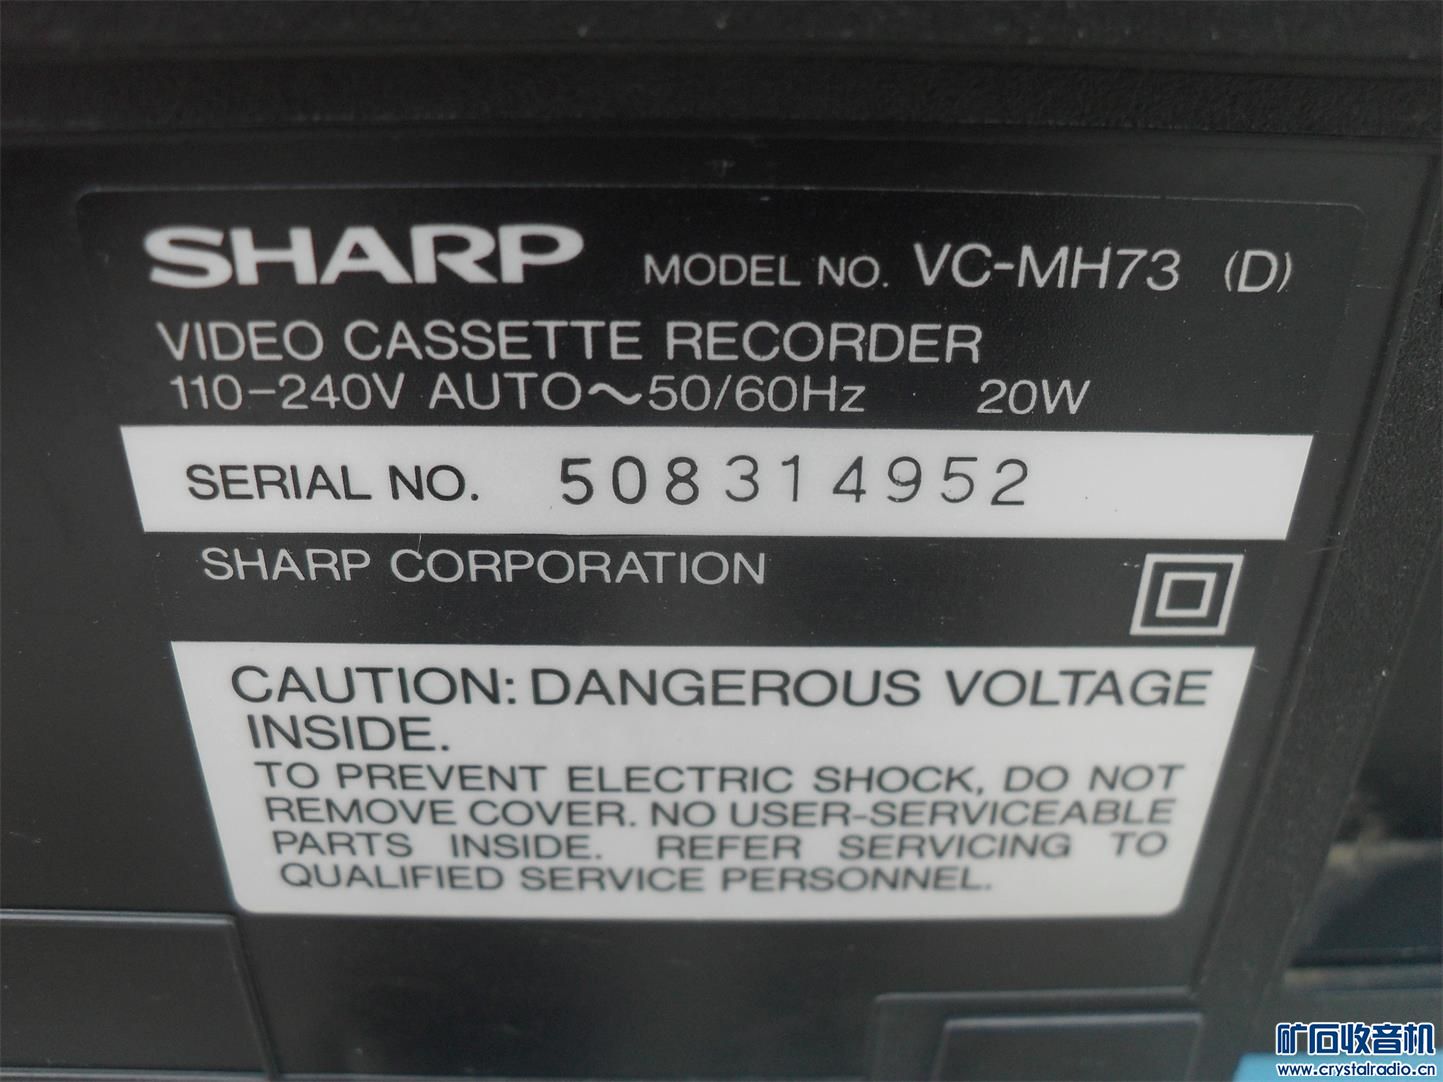 SHARP MODEL NO. VC-MH73 (D)
VIDEO CASSETTE RECORDER
110-240V AUTO～50/60Hz 20W
SERIAL NO. 508314952
SHARP CORPORATION
CAUTION: DANGEROUS VOLTAGE
INSIDE.
TO PREVENT ELECTRIC SHOCK, DO NOT
REMOVE COVER. NO USER-SERVICEABLE
PARTS INSIDE. REFER SERVICING TO
QUALIFIED SERVICE PERSONNEL.
矿石收音机
www.crystalradio.cn